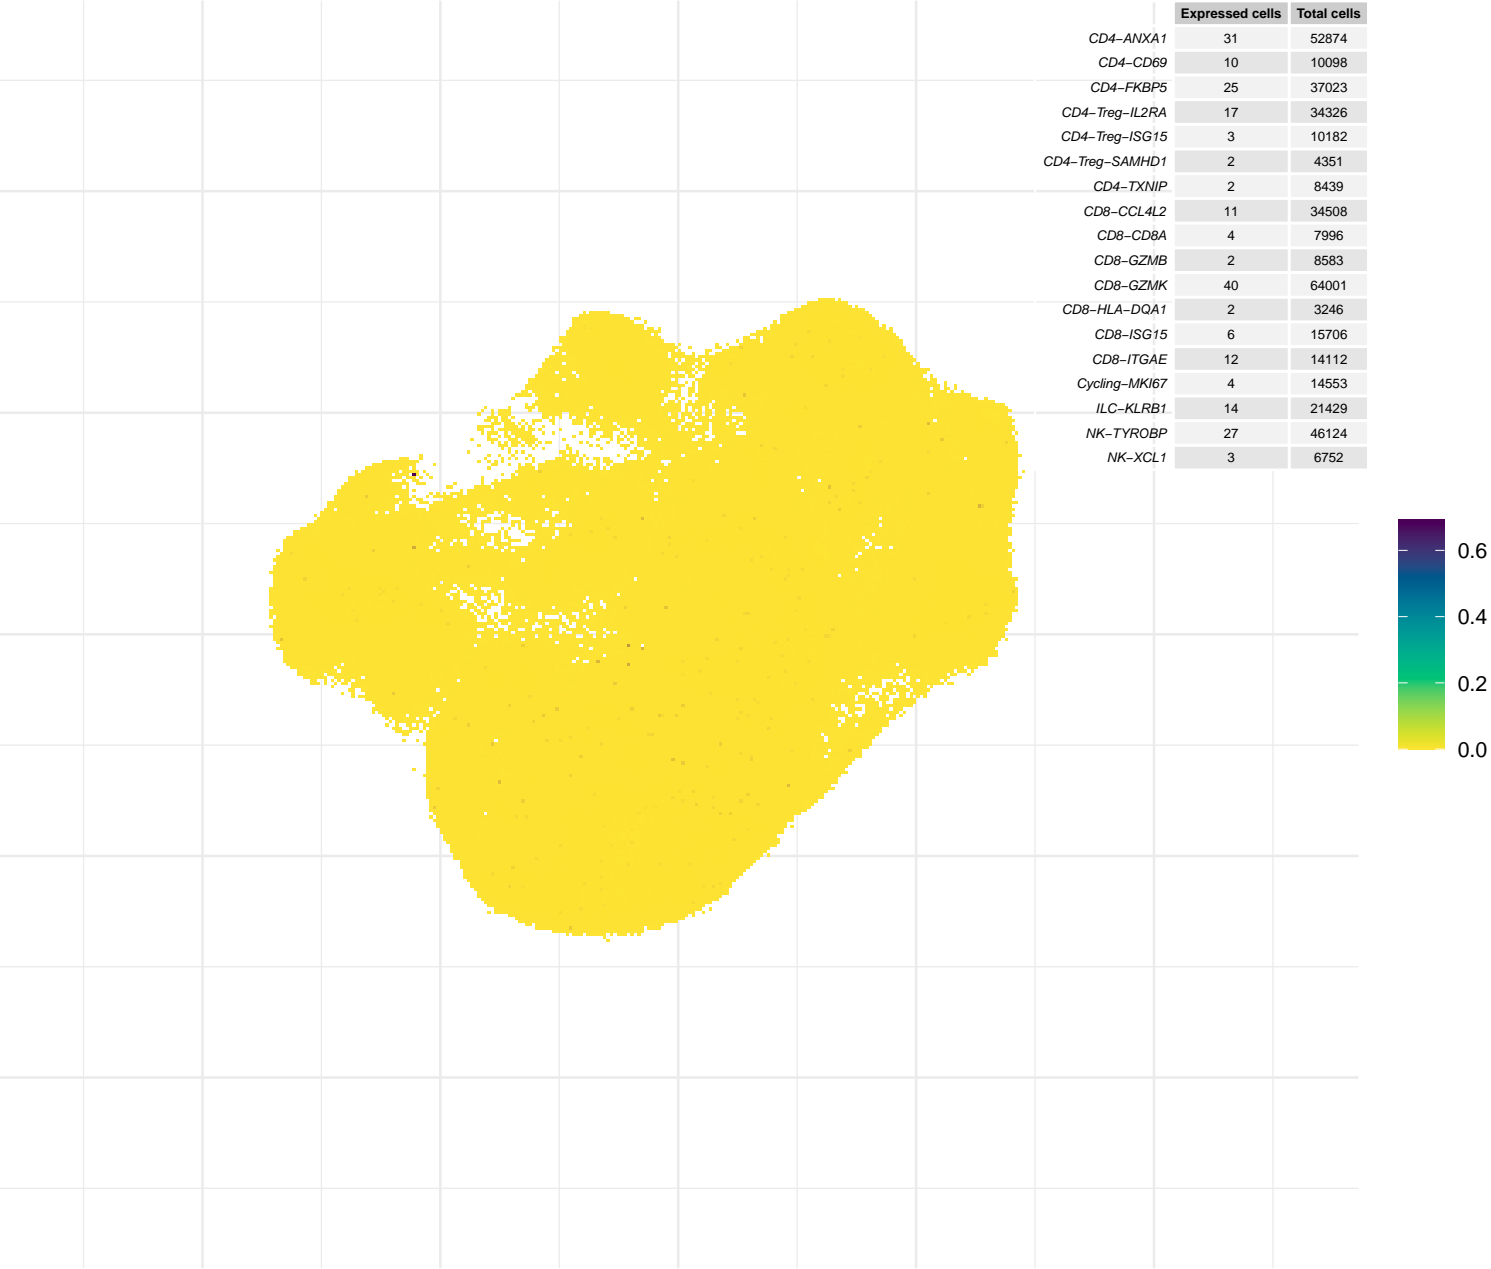 Expressed cells Total cells
CD4−ANXA1 31 52874
CD4−CD69 10 10098
CD4−FKBP5 25 37023
CD4−Treg−IL2RA 17 34326
CD4−Treg−ISG15 3 10182
CD4−Treg−SAMHD1 2 4351
CD4−TXNIP 2 8439
CD8−CCL4L2 11 34508
CD8−CD8A 4 7996
CD8−GZMB 2 8583
CD8−GZMK 40 64001
CD8−HLA−DQA1 2 3246
CD8−ISG15 6 15706
CD8−ITGAE 12 14112
Cycling−MKI67 4 14553
ILC−KLRB1 14 21429
NK−TYROBP 27 46124
NK−XCL1 3 6752
0.6
0.4
0.2
0.0